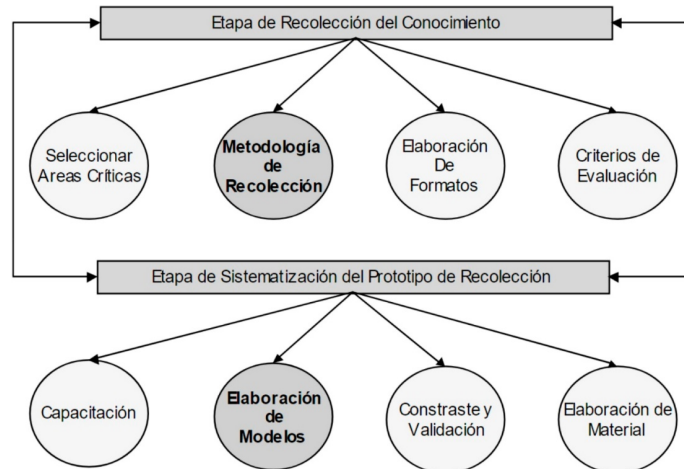 Etapa de Recolección del Conocimiento
Seleccionar
Areas Críticas
Metodología
de
Recolección
Elaboración
De
Formatos
Criterios de
Evaluación
Etapa de Sistematización del Prototipo de Recolección
Capacitación
Elaboración
de
Modelos
Constraste y
Validación
Elaboración de
Material